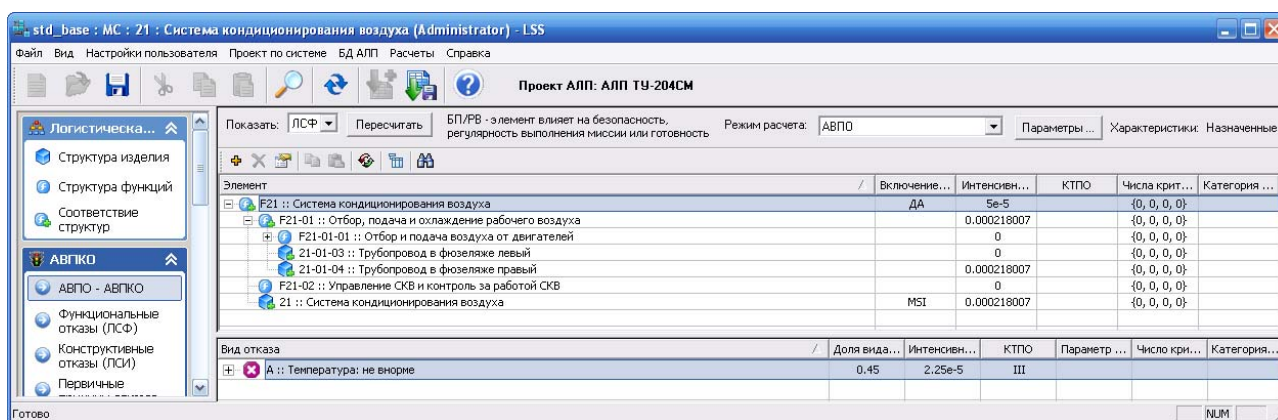 std_base : МС : 21 : Система кондиционирования воздуха (Administrator) - LSS
Файл Вид Настройки пользователя Проект по системе БД АЛП Расчеты Справка
Проект АЛП: АЛП ТУ-204СМ
Логистическа...
Структура изделия
Структура функций
Соответствие
структур
АВПКО
АВПО - АВПКО
Функциональные
отказы (ЛСФ)
Конструктивные
отказы (ЛСИ)
Первичные
Показать: ЛСФ Пересчитать БП/РВ - элемент влияет на безопасность,
регулярность выполнения миссии или готовность
Режим расчета: АВПО Параметры ... Характеристики: Назначенные
Элемент Включение... Интенсивн... КТПО Числа крит... Категория ...
F21 :: Система кондиционирования воздуха ДА 5e-5 {0, 0, 0, 0}
F21-01 :: Отбор, подача и охлаждение рабочего воздуха 0.000218007 {0, 0, 0, 0}
F21-01-01 :: Отбор и подача воздуха от двигателей 0 {0, 0, 0, 0}
21-01-03 :: Трубопровод в фюзеляже левый 0 {0, 0, 0, 0}
21-01-04 :: Трубопровод в фюзеляже правый 0.000218007 {0, 0, 0, 0}
F21-02 :: Управление СКВ и контроль за работой СКВ 0 {0, 0, 0, 0}
21 :: Система кондиционирования воздуха MSI 0.000218007 {0, 0, 0, 0}
Вид отказа Доля вида... Интенсивн... КТПО Параметр ... Число кри... Категория...
А :: Температура: не внорме 0.45 2.25e-5 III
Готово NUM